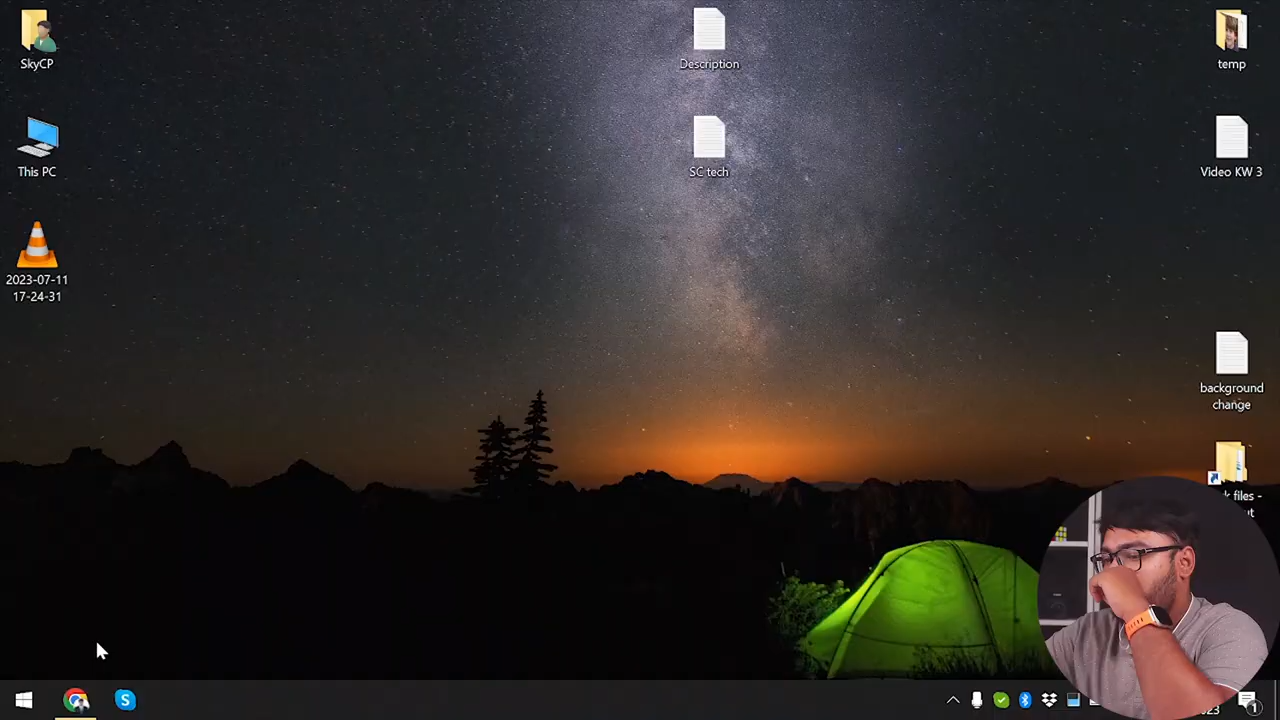 SkyCP
Description
temp
This PC
SC tech
Video KW 3
2023-07-11
17-24-31
background
change
files -
S
1